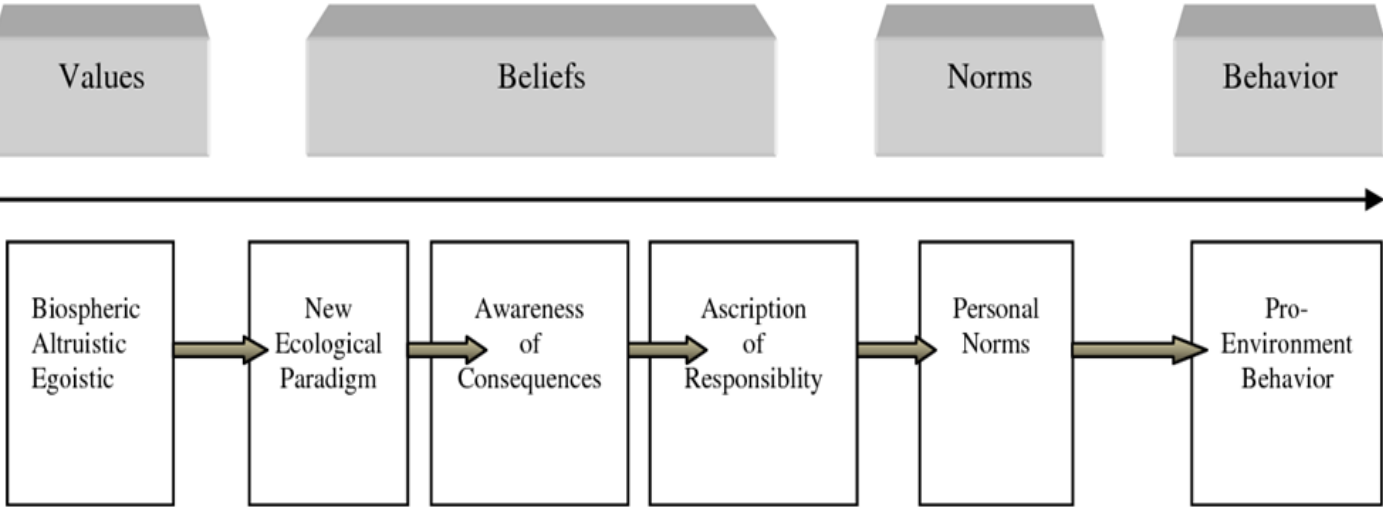 Values
Beliefs
Norms
Behavior
Biospheric
Altruistic
Egoistic
New
Ecological
Paradigm
Awareness
of
Consequences
Ascription
of
Responsiblity
Personal
Norms
Pro-
Environment
Behavior